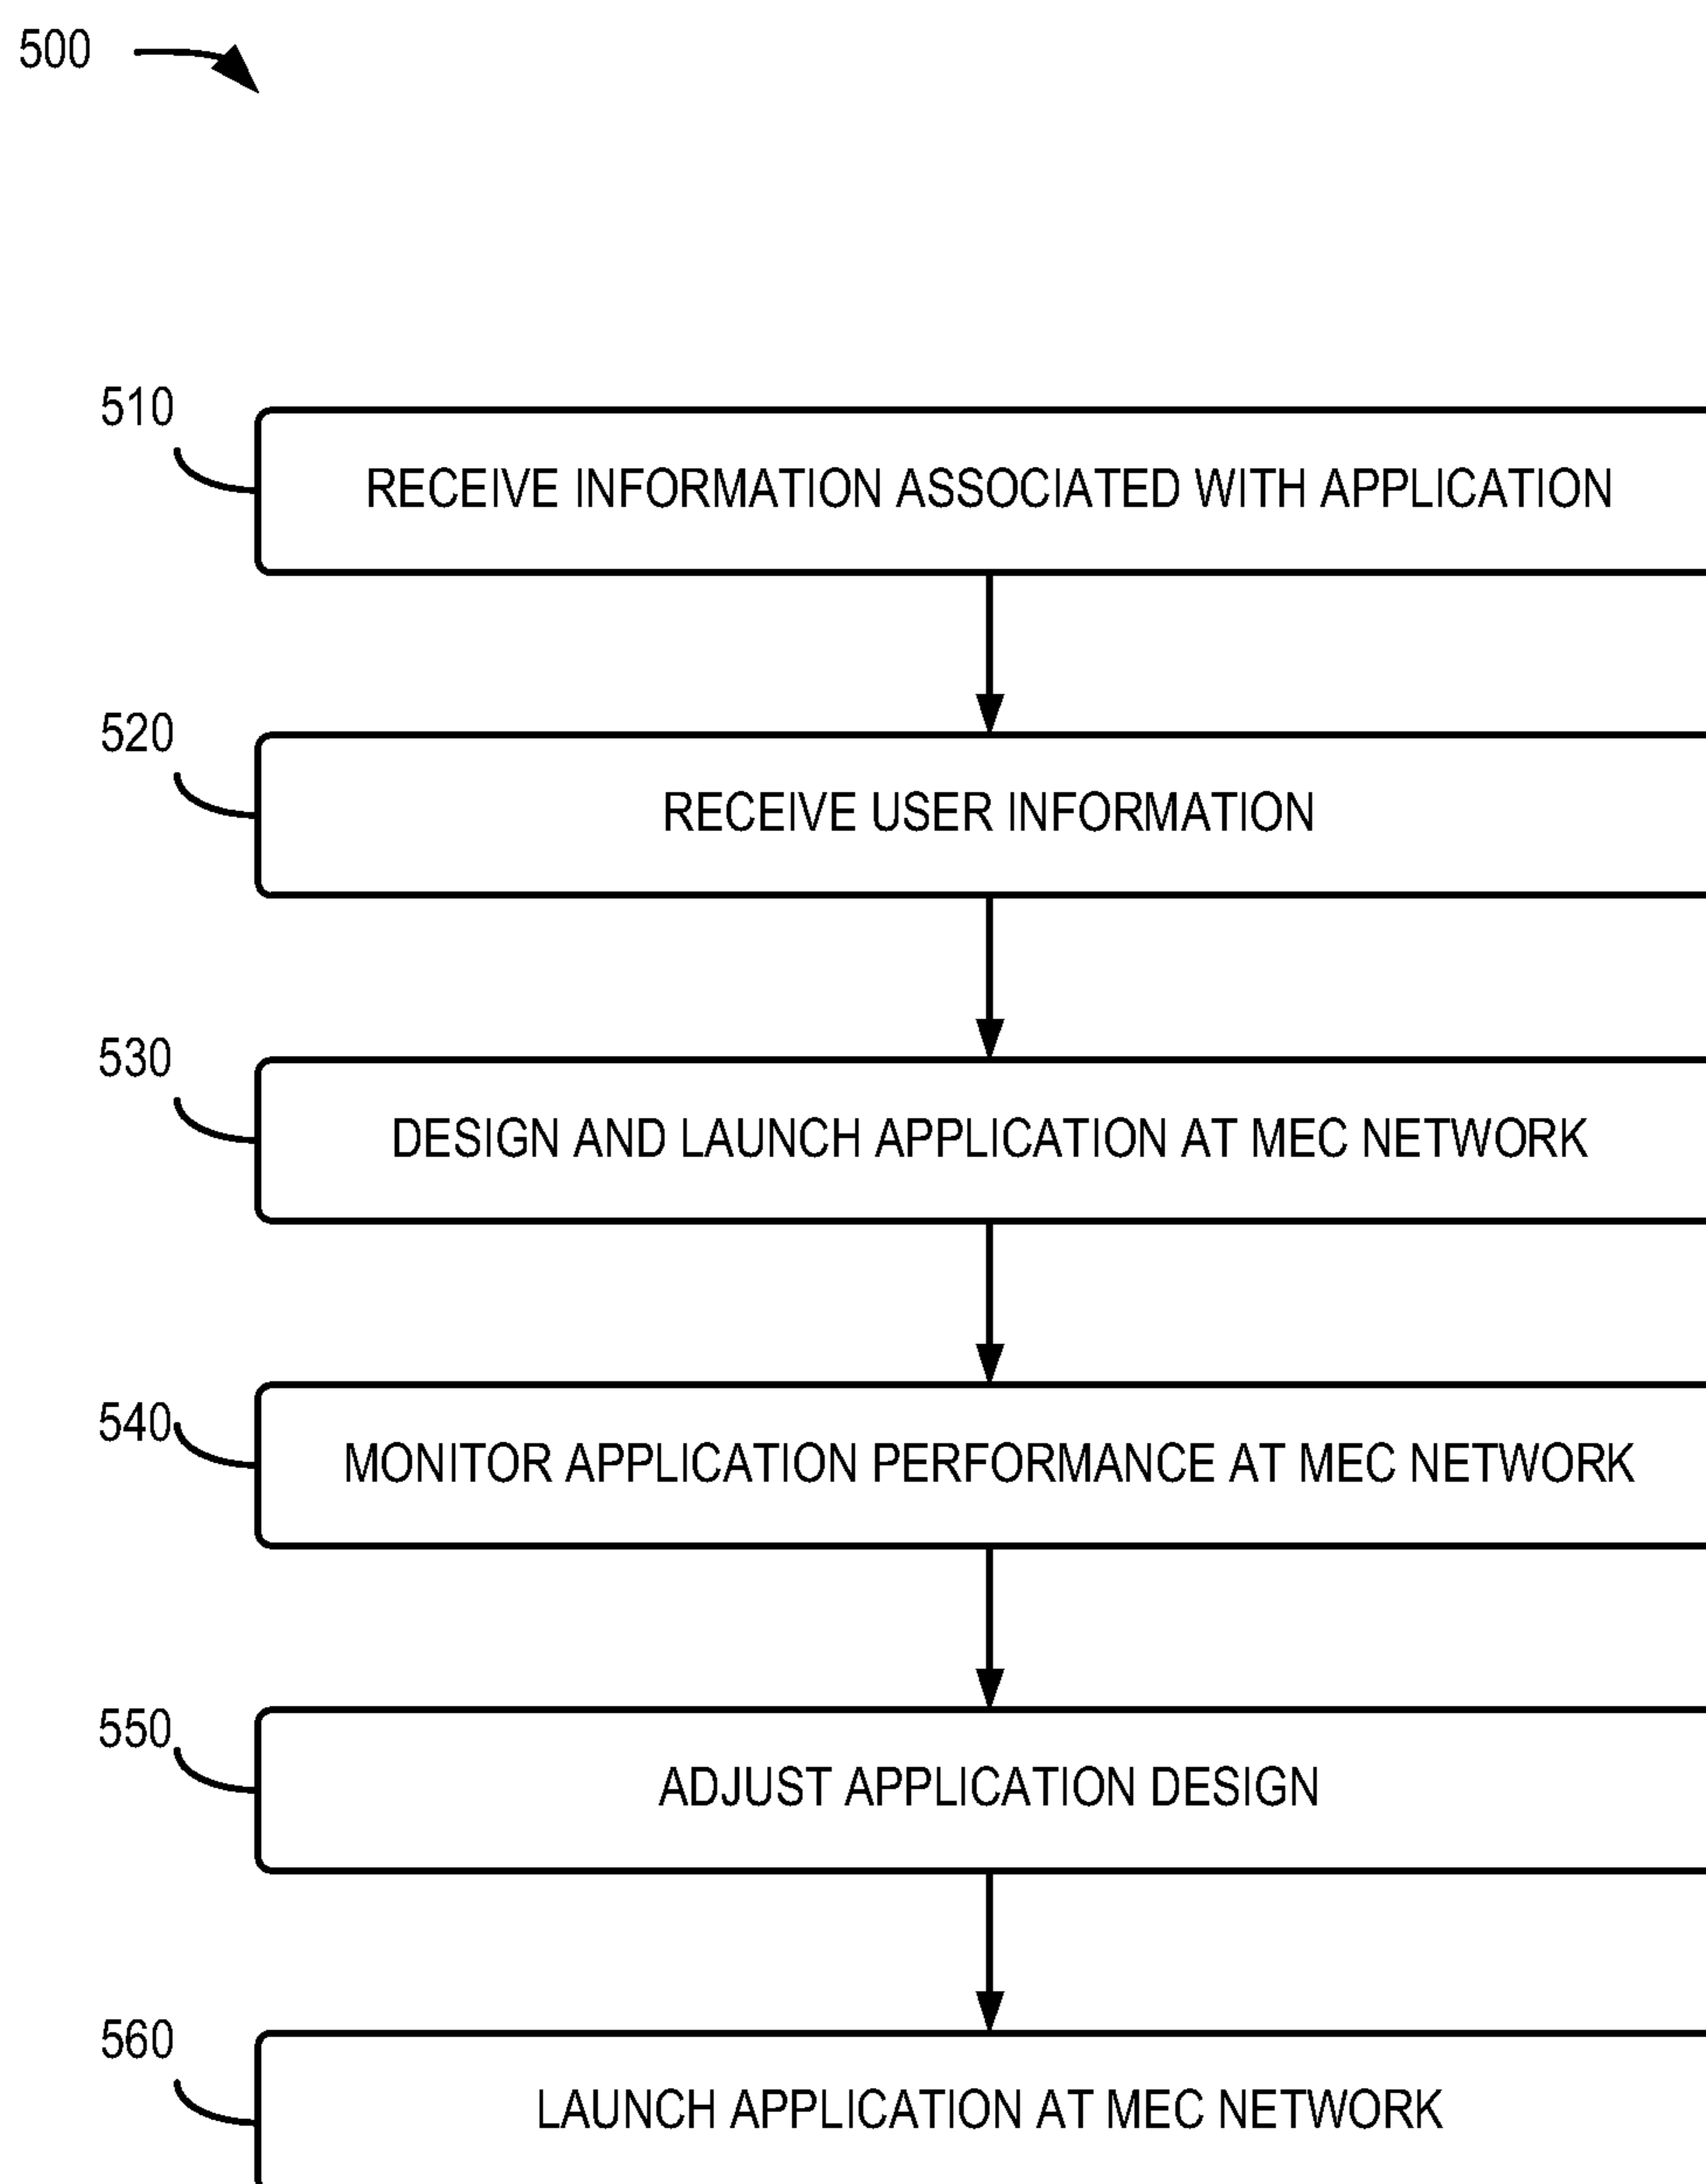 500
510
RECEIVE INFORMATION ASSOCIATED WITH APPLICATION
520
RECEIVE USER INFORMATION
530
DESIGN AND LAUNCH APPLICATION AT MEC NETWORK
540
MONITOR APPLICATION PERFORMANCE AT MEC NETWORK
550
ADJUST APPLICATION DESIGN
560
LAUNCH APPLICATION AT MEC NETWORK